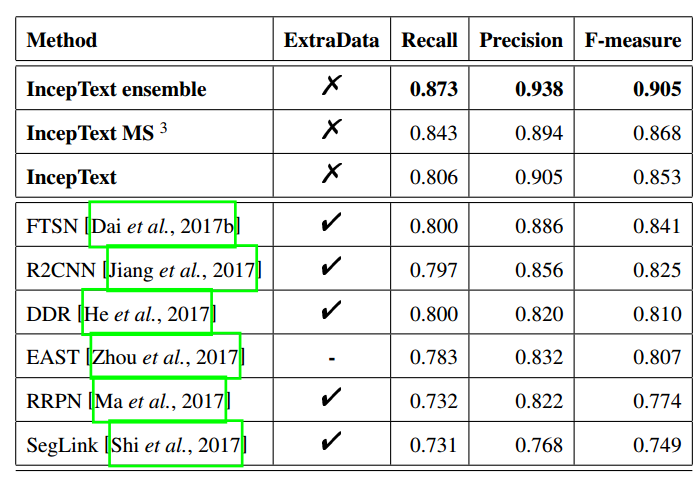 Method ExtraData Recall Precision F-measure
IncepText ensemble ✗ 0.873 0.938 0.905
IncepText MS 3 ✗ 0.843 0.894 0.868
IncepText ✗ 0.806 0.905 0.853
FTSN [Dai et al., 2017b] ✓ 0.800 0.886 0.841
R2CNN [Jiang et al., 2017] ✓ 0.797 0.856 0.825
DDR [He et al., 2017] ✓ 0.800 0.820 0.810
EAST [Zhou et al., 2017] - 0.783 0.832 0.807
RRPN [Ma et al., 2017] ✓ 0.732 0.822 0.774
SegLink [Shi et al., 2017] ✓ 0.731 0.768 0.749